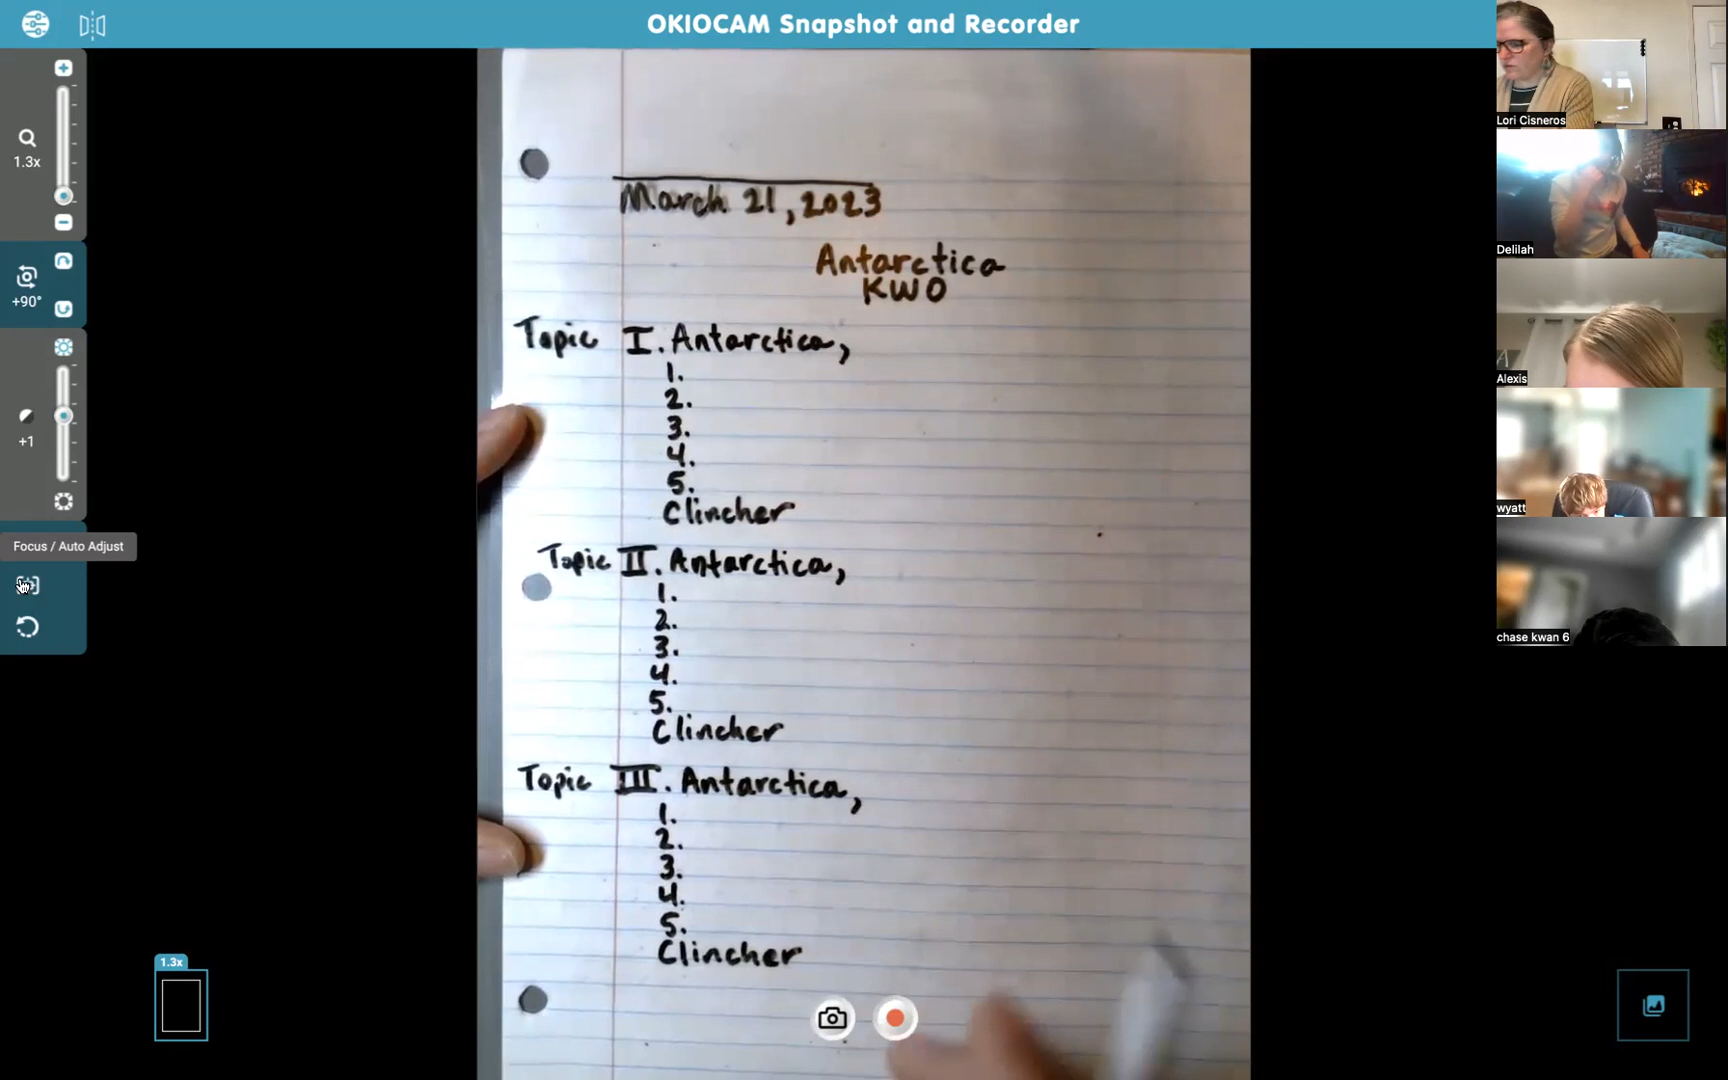 OKIOCAM Snapshot and Recorder
1.3x
+90°
+1
Focus / Auto Adjust
March 21, 2023
Antarctica
KWO
Topic I. Antarctica,
1.
2.
3.
4.
5.
Clincher
Topic II. Antarctica,
1.
2.
3.
4.
5.
Clincher
Topic III. Antarctica,
1.
2.
3.
4.
5.
Clincher
1.3x
Lori Cisneros
Delilah
A
Alexis
wyatt
chase kwan 6